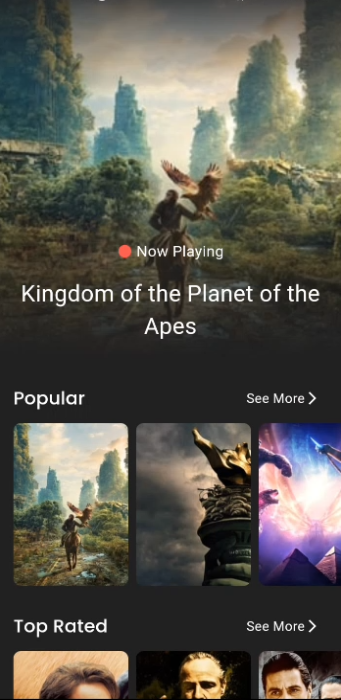 Now Playing
Kingdom of the Planet of the
Apes
Popular
See More
Top Rated
See More